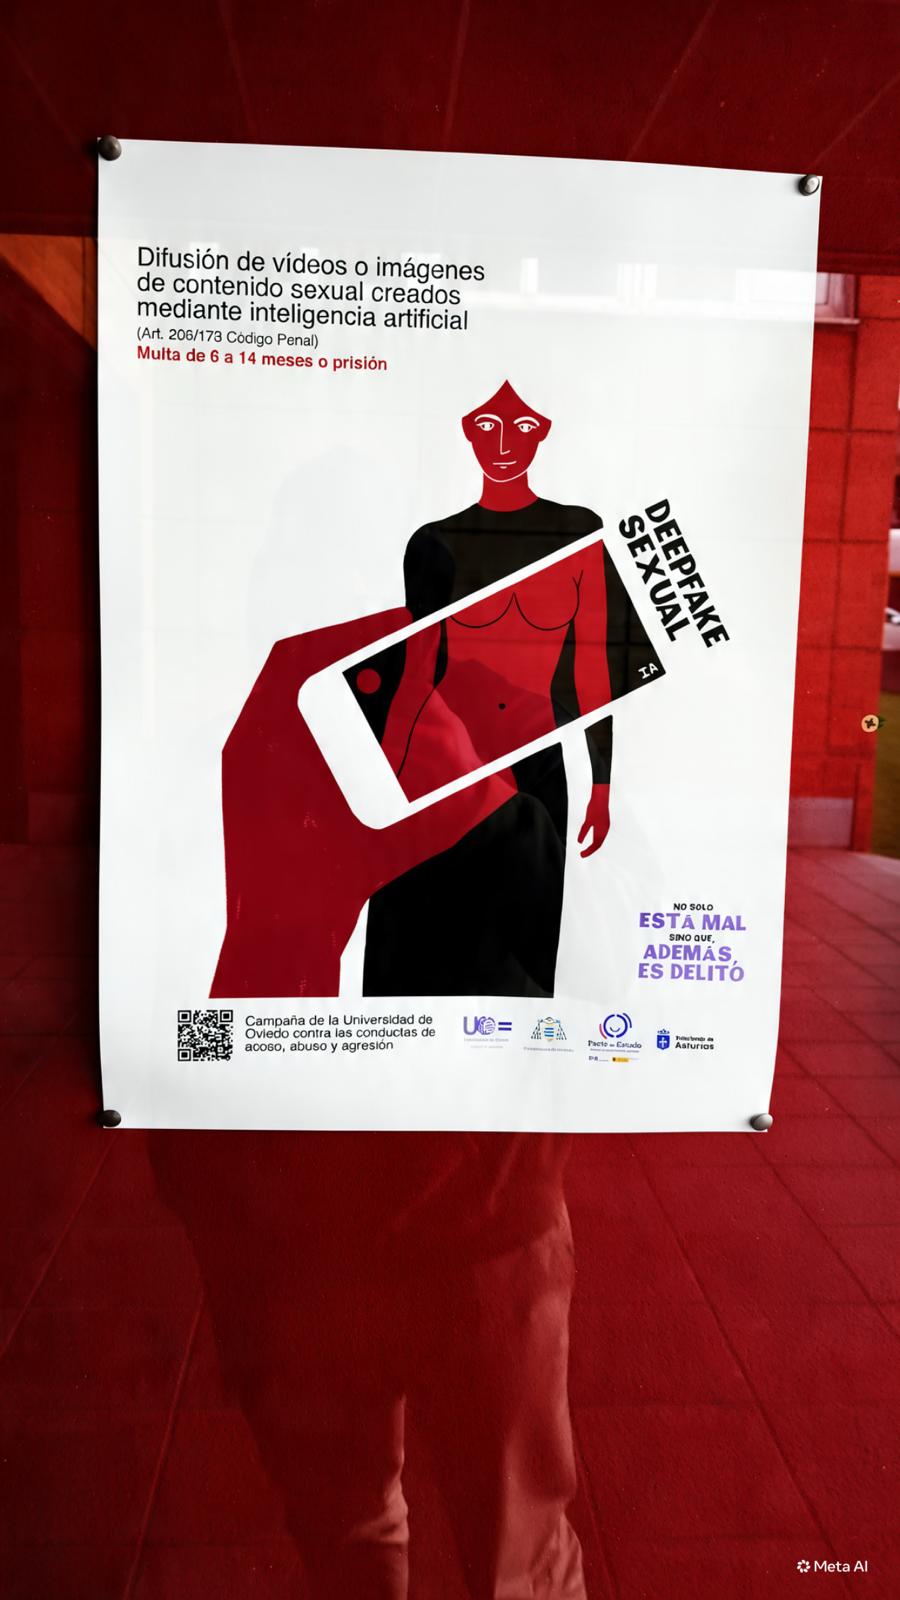 Difusión de vídeos o imágenes
de contenido sexual creados
mediante inteligencia artificial
(Art. 206/173 Código Penal)
Multa de 6 a 14 meses o prisión
DEEPFAKE
SEXUAL
IA
NO SOLO
ESTÁ MAL
SINO QUE,
ADEMÁS,
ES DELITÓ
Campaña de la Universidad de
Oviedo contra las conductas de
acoso, abuso y agresión
Pacto de Estado
Asturias
Meta AI